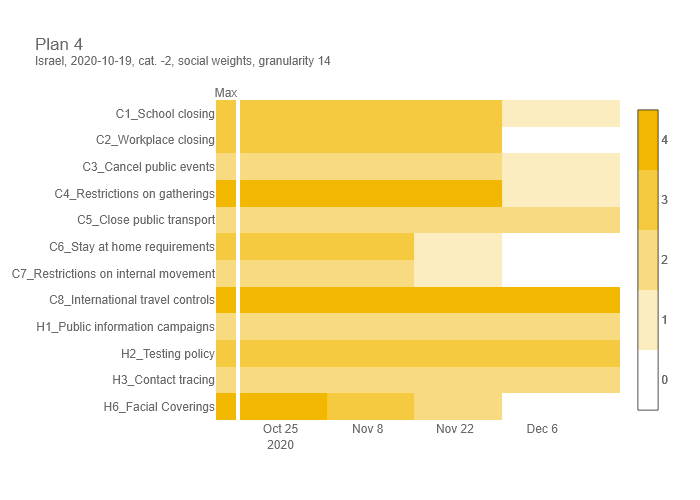 Plan 4
Israel, 2020-10-19, cat. -2, social weights, granularity 14
Max
C1_School closing
C2_Workplace closing
C3_Cancel public events
C4_Restrictions on gatherings
C5_Close public transport
C6_Stay at home requirements
C7_Restrictions on internal movement
C8_International travel controls
H1_Public information campaigns
H2_Testing policy
H3_Contact tracing
H6_Facial Coverings
Oct 25 Nov 8 Nov 22 Dec 6
2020
4
3
2
1
0